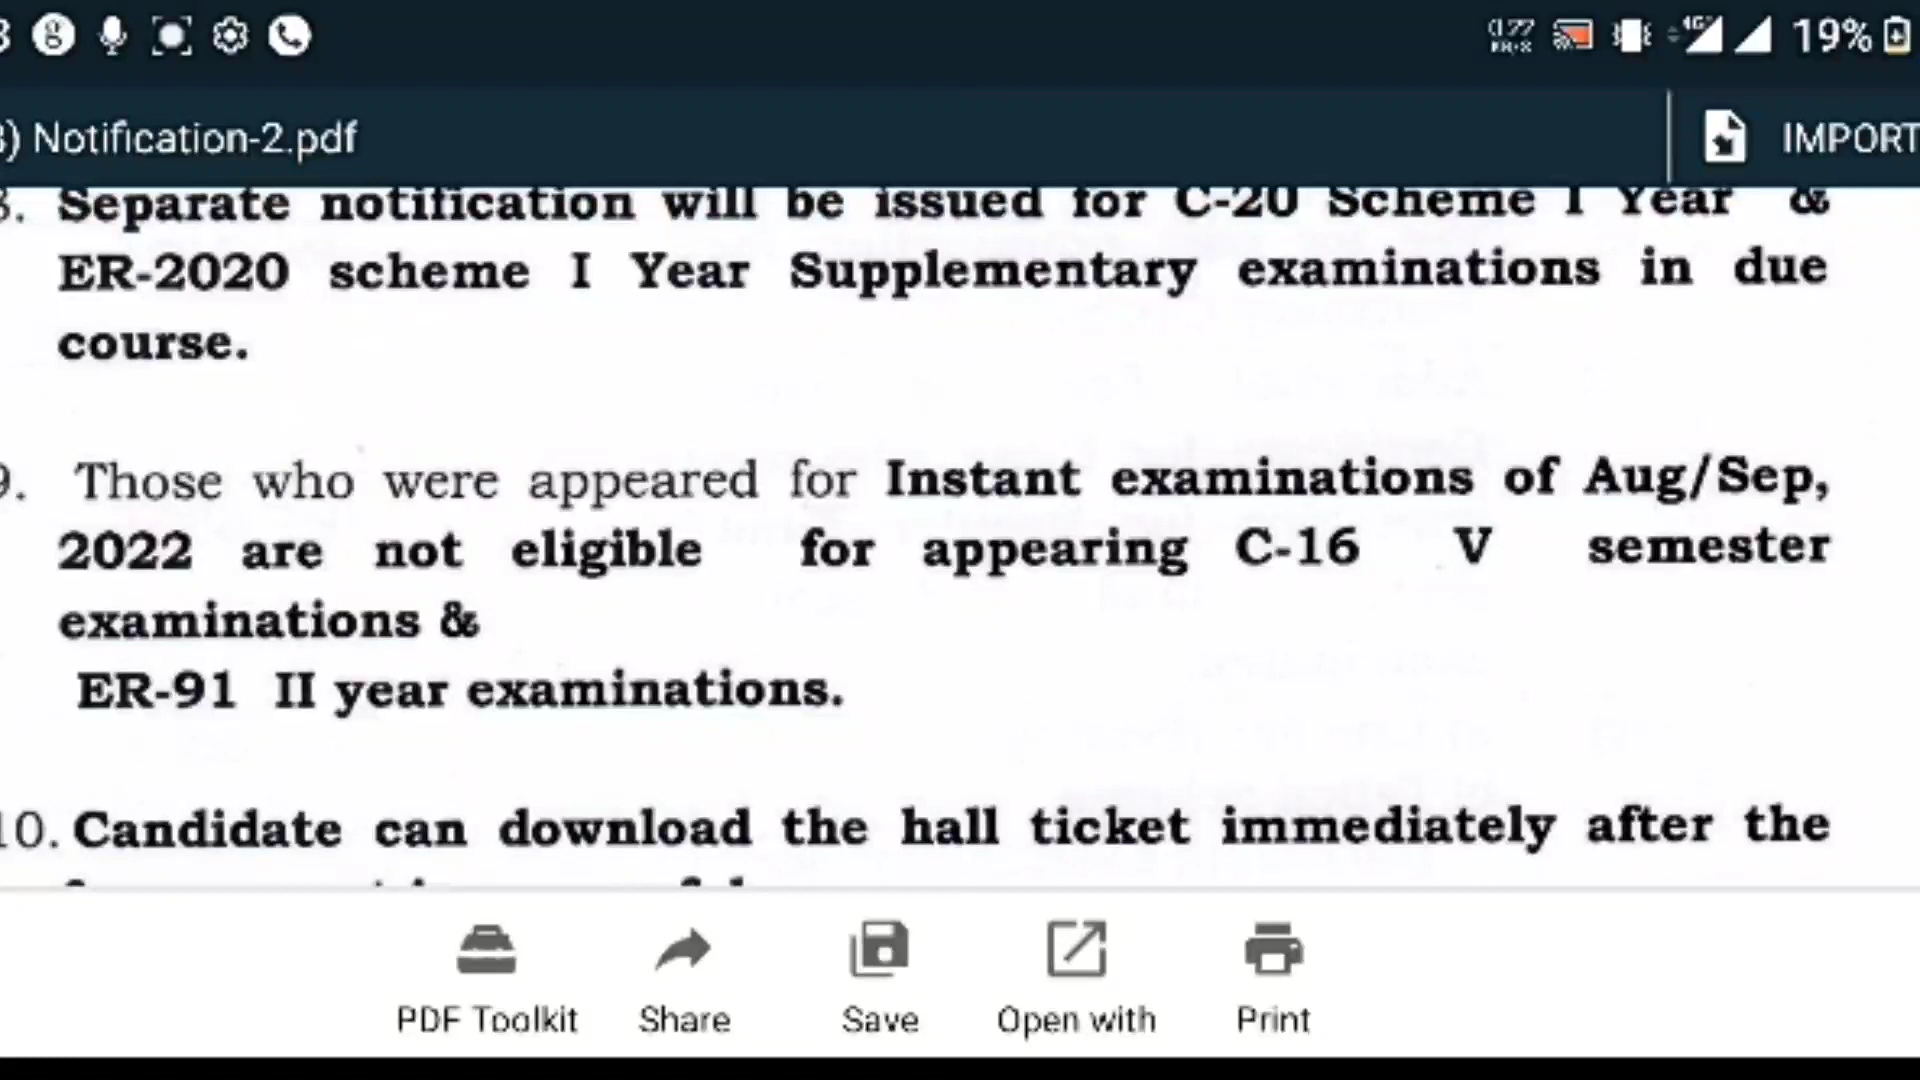 19%
) Notification-2.pdf
IMPORT
8. Separate notification will be issued for C-20 Scheme I Year &
ER-2020 scheme I Year Supplementary examinations in due
course.
9. Those who were appeared for Instant examinations of Aug/Sep,
2022 are not eligible for appearing C-16 V semester
examinations &
ER-91 II year examinations.
10. Candidate can download the hall ticket immediately after the
PDF Toolkit
Share
Save
Open with
Print